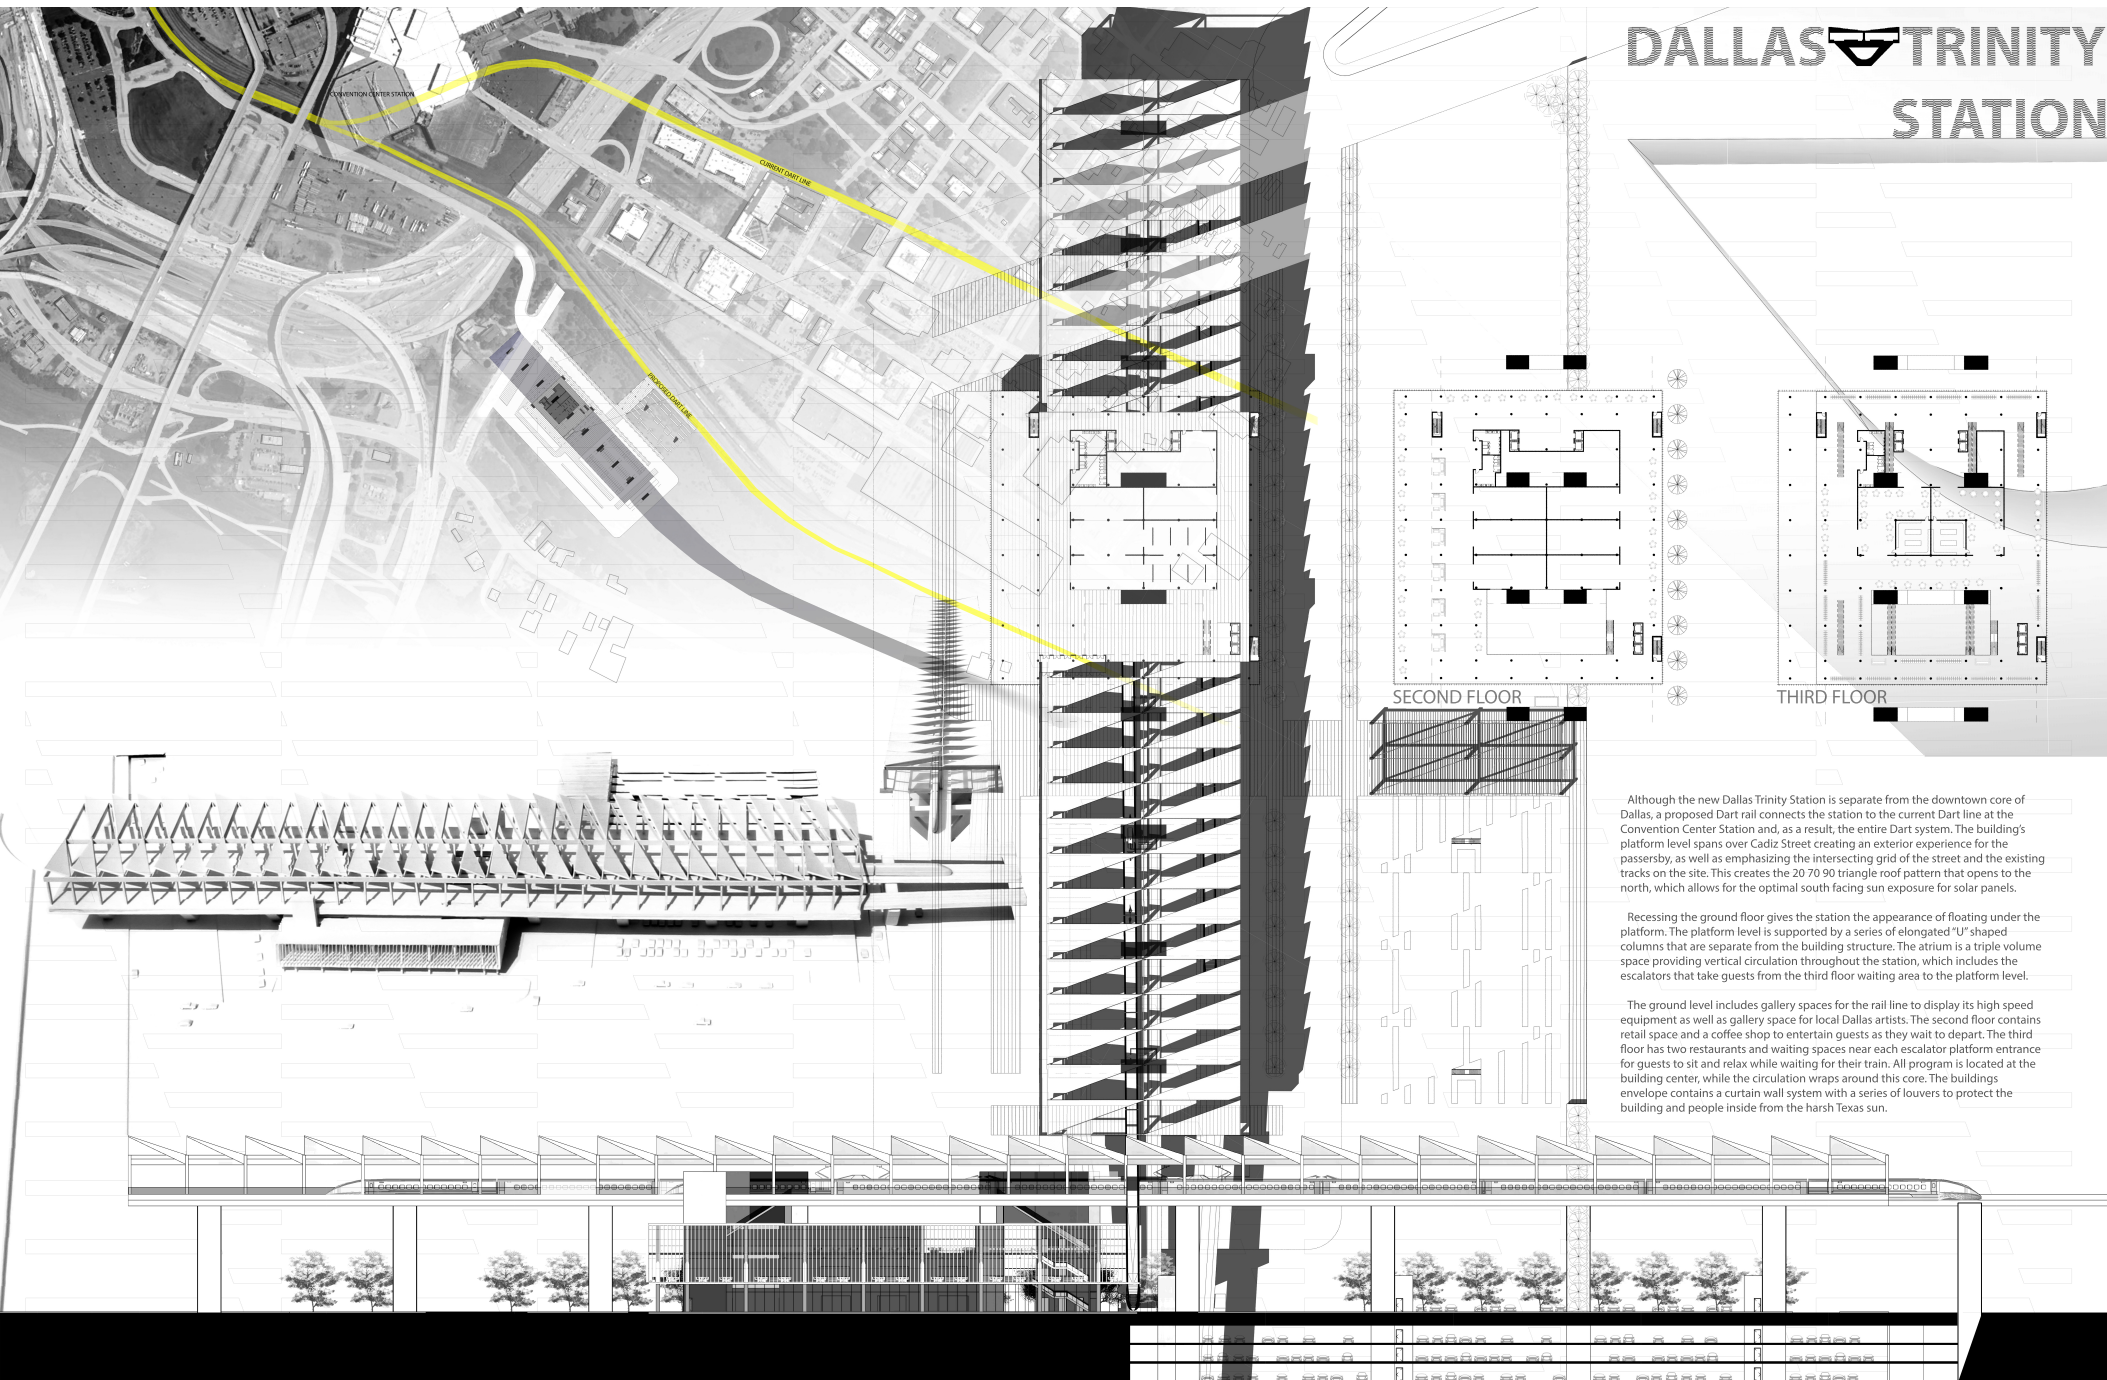 DALLAS TRINITY
STATION
CONVENTION CENTER STATION
CURRENT DART LINE
PROPOSED DART LINE
SECOND FLOOR
THIRD FLOOR
Although the new Dallas Trinity Station is separate from the downtown core of
Dallas, a proposed Dart rail connects the station to the current Dart line at the
Convention Center Station and, as a result, the entire Dart system. The building's
platform level spans over Cadiz Street creating an exterior experience for the
passersby, as well as emphasizing the intersecting grid of the street and the existing
tracks on the site. This creates the 20 70 90 triangle roof pattern that opens to the
north, which allows for the optimal south facing sun exposure for solar panels.
Recessing the ground floor gives the station the appearance of floating under the
platform. The platform level is supported by a series of elongated “U” shaped
columns that are separate from the building structure. The atrium is a triple volume
space providing vertical circulation throughout the station, which includes the
escalators that take guests from the third floor waiting area to the platform level.
The ground level includes gallery spaces for the rail line to display its high speed
equipment as well as gallery space for local Dallas artists. The second floor contains
retail space and a coffee shop to entertain guests as they wait to depart. The third
floor has two restaurants and waiting spaces near each escalator platform entrance
for guests to sit and relax while waiting for their train. All program is located at the
building center, while the circulation wraps around this core. The buildings
envelope contains a curtain wall system with a series of louvers to protect the
building and people inside from the harsh Texas sun.